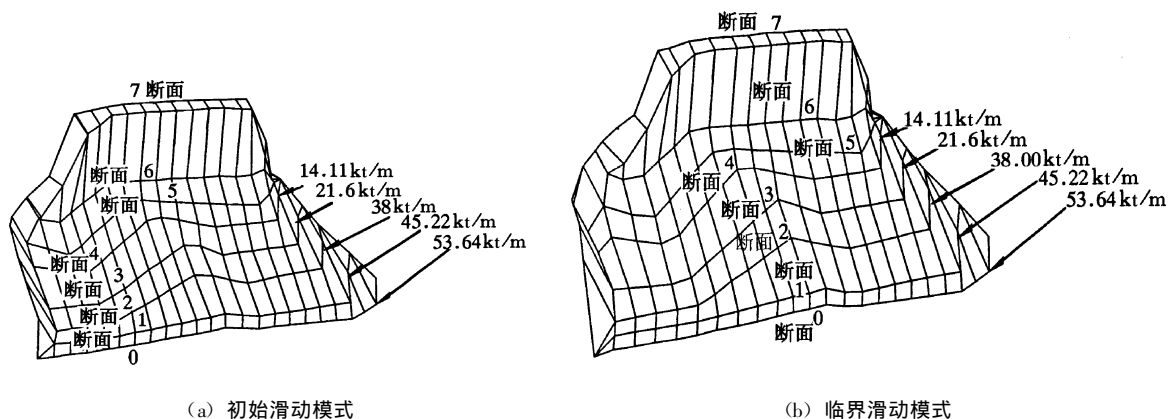 7 断面
断面 6
断面 5
14.11kt/m
21.6kt/m
38kt/m
45.22kt/m
53.64kt/m
断面 4
断面 3
断面 2
断面 1
0
(a) 初始滑动模式
断面 7
断面 6
断面 5
14.11kt/m
21.6kt/m
38.00kt/m
45.22kt/m
53.64kt/m
断面 4
断面 3
断面 2
断面 1
0
断面
(b) 临界滑动模式